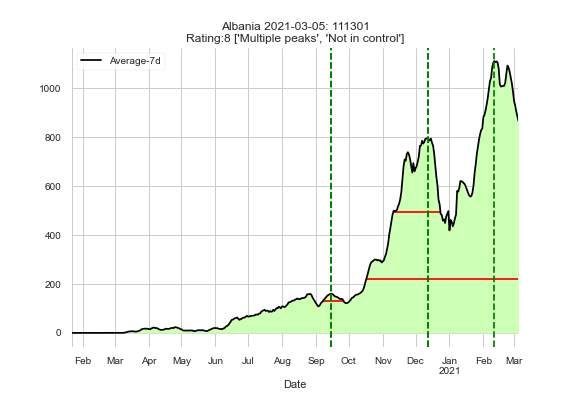 Albania 2021-03-05: 111301
Rating:8 ['Multiple peaks', 'Not in control']
Average-7d
1000
800
600
400
200
0
Feb Mar Apr May Jun Jul Aug Sep Oct Nov Dec Jan Feb Mar
2021
Date